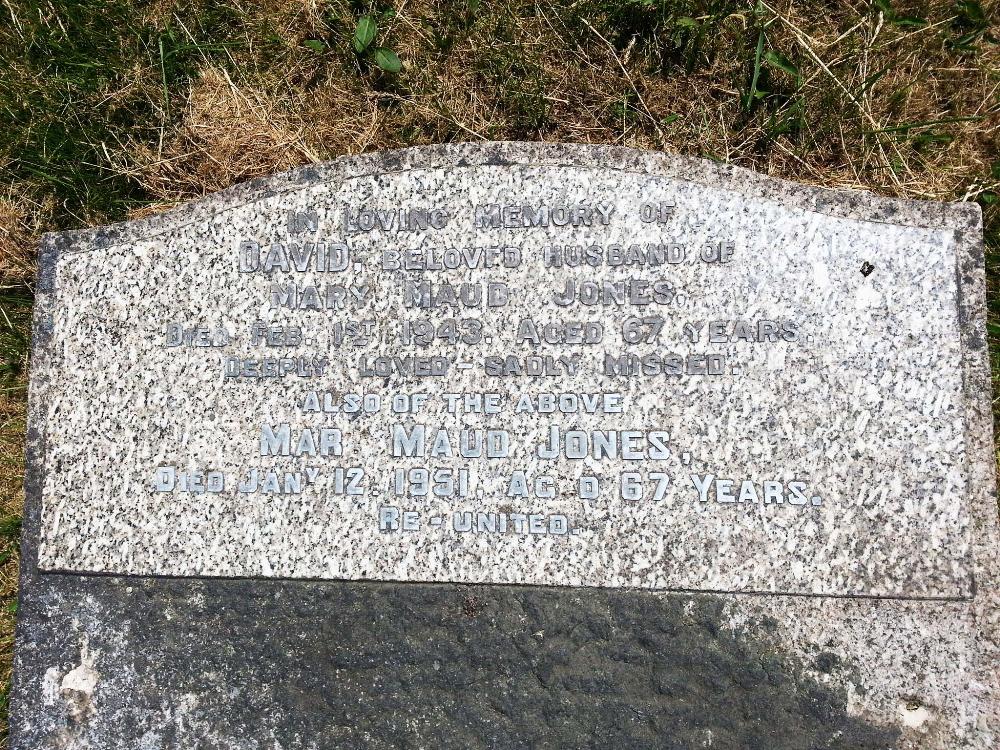 IN LOVING MEMORY OF
DAVID, BELOVED HUSBAND OF
MARY MAUD JONES,
DIED FEB. 1ST 1943. AGED 67 YEARS.
DEEPLY LOVED - SADLY MISSED.
ALSO OF THE ABOVE
MAR MAUD JONES,
DIED JANY 12, 1951. AG D 67 YEARS.
RE-UNITED.